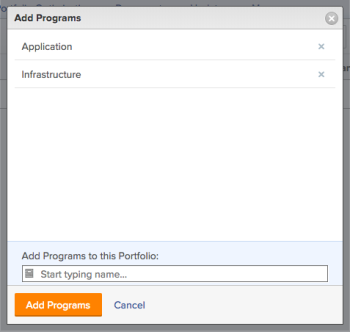 Add Programs
Application
Infrastructure
Add Programs to this Portfolio:
Start typing name...
Add Programs Cancel